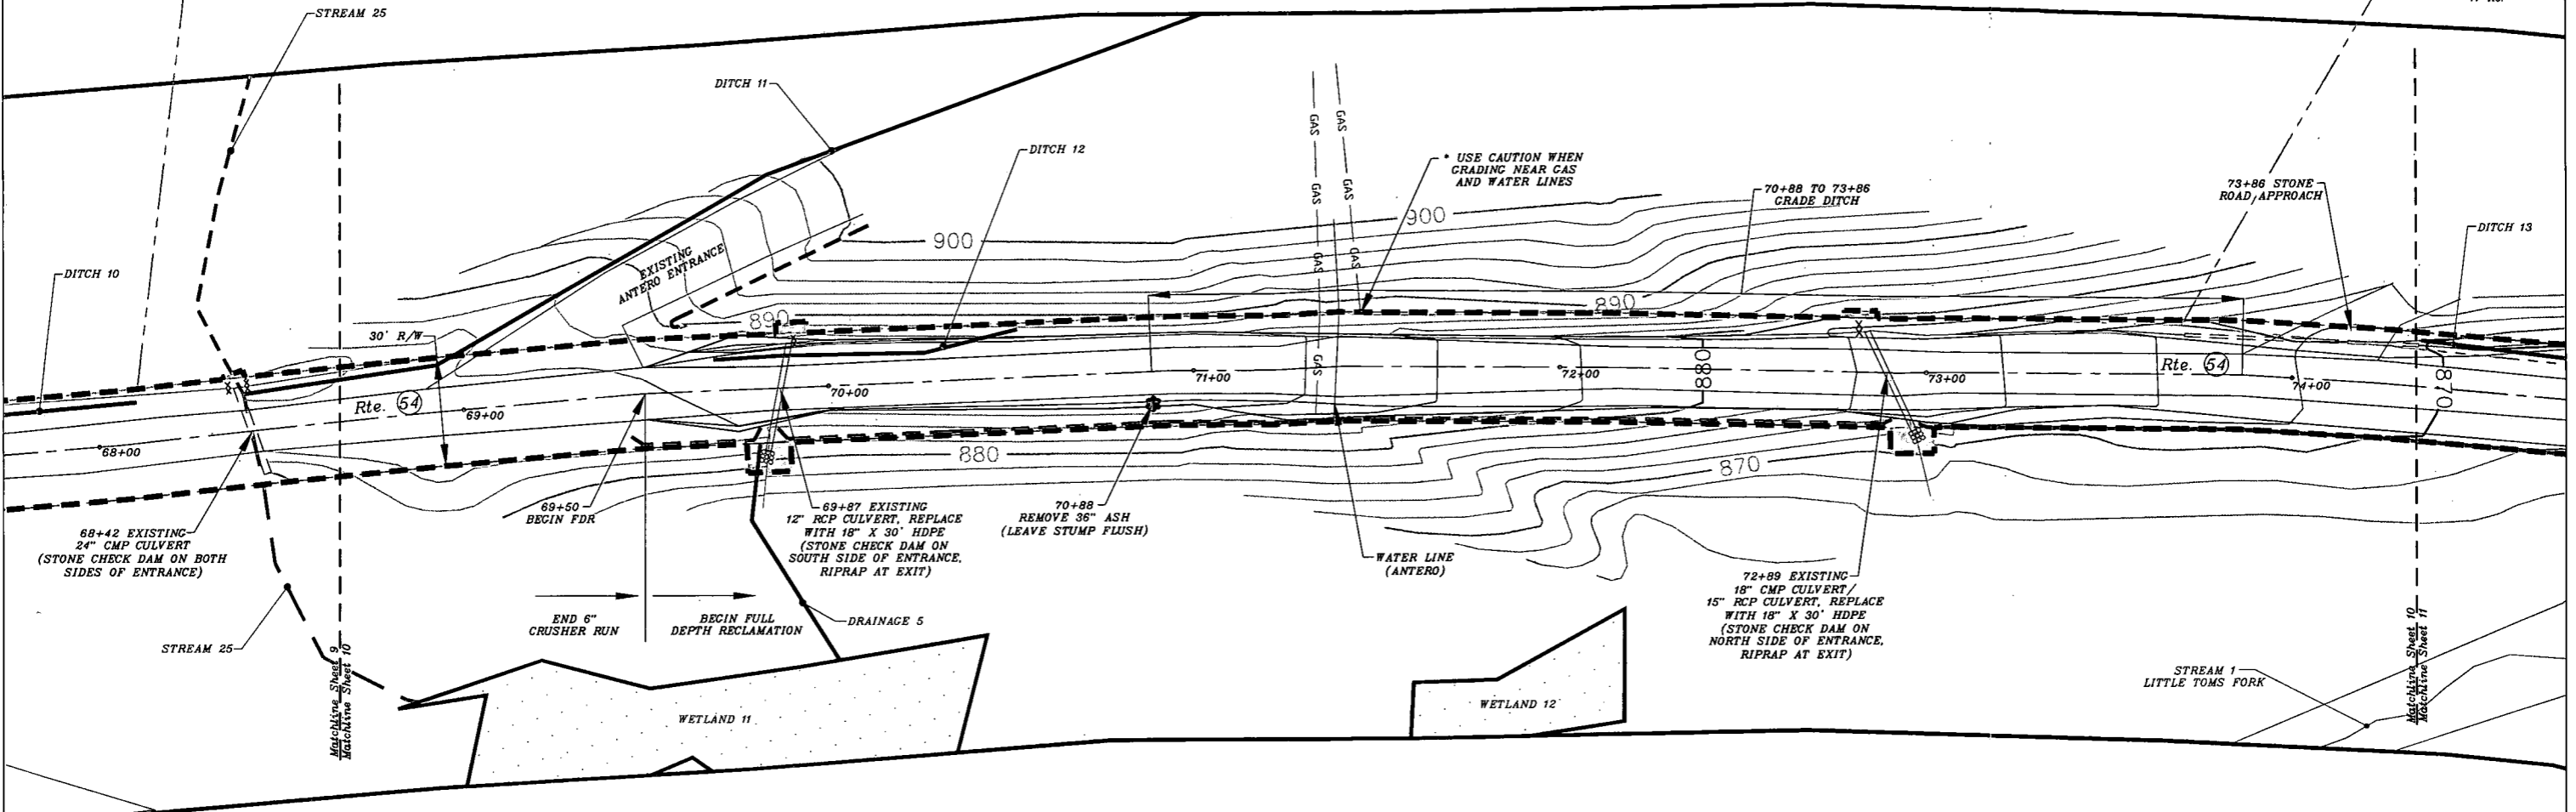 STREAM 25
DITCH 11
DITCH 12
* USE CAUTION WHEN
GRADING NEAR GAS
AND WATER LINES
70+88 TO 73+86
GRADE DITCH
73+86 STONE
ROAD APPROACH
DITCH 13
DITCH 10
EXISTING
ANTERO ENTRANCE
GAS
GAS
GAS
GAS
GAS
GAS
GAS
900
900
890
890
880
870
880
870
30' R/W
Rte. 54
Rte. 54
68+00
69+00
70+00
71+00
72+00
73+00
74+00
68+42 EXISTING
24" CMP CULVERT
(STONE CHECK DAM ON BOTH
SIDES OF ENTRANCE)
69+50
BEGIN FDR
69+87 EXISTING
12" RCP CULVERT, REPLACE
WITH 18" X 30' HDPE
(STONE CHECK DAM ON
SOUTH SIDE OF ENTRANCE,
RIPRAP AT EXIT)
70+88
REMOVE 36" ASH
(LEAVE STUMP FLUSH)
WATER LINE
(ANTERO)
72+89 EXISTING
18" CMP CULVERT/
15" RCP CULVERT, REPLACE
WITH 18" X 30' HDPE
(STONE CHECK DAM ON
NORTH SIDE OF ENTRANCE,
RIPRAP AT EXIT)
END 6"
CRUSHER RUN
BEGIN FULL
DEPTH RECLAMATION
DRAINAGE 5
STREAM 25
Matchline Sheet 9
Matchline Sheet 10
WETLAND 11
WETLAND 12
STREAM 1
LITTLE TOMS FORK
Matchline Sheet 10
Matchline Sheet 11